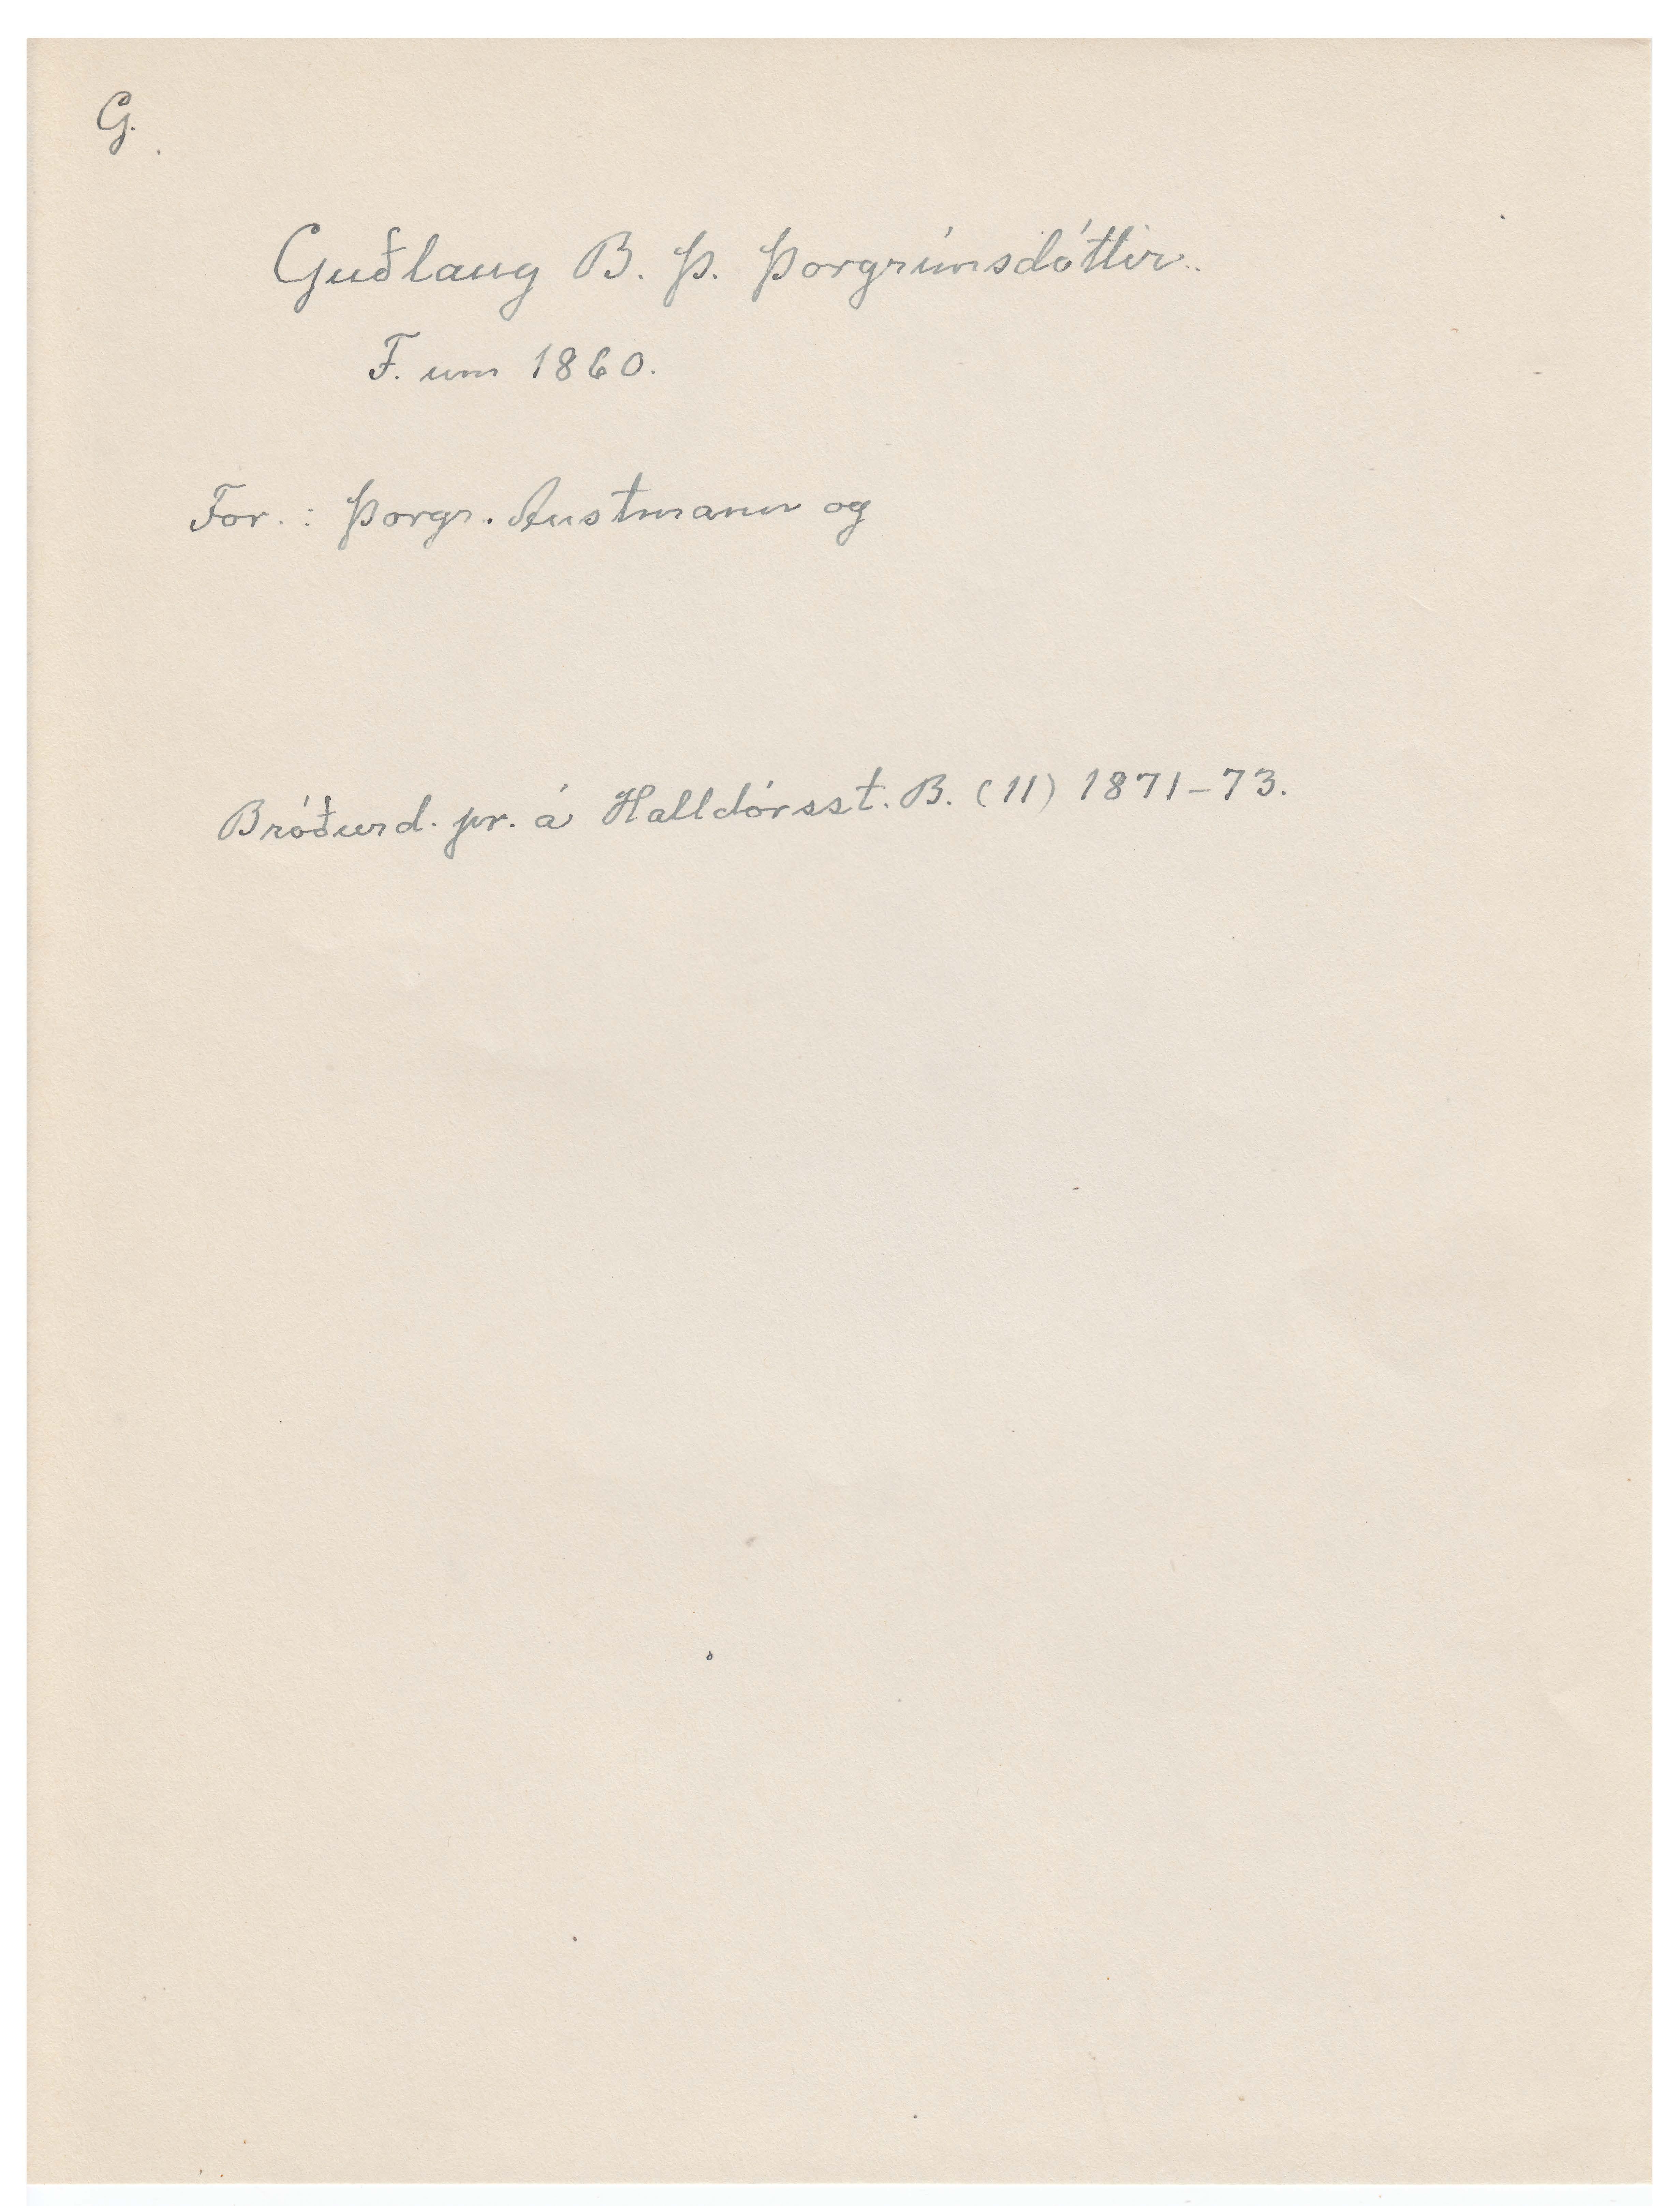 G.
Guðlaug B. Þ. Þorgrímsdóttir.
F. um 1860.
For.: Þorgr. Austmann og
Bróðurd. pr. á Halldórsst. B. (11) 1871-73.